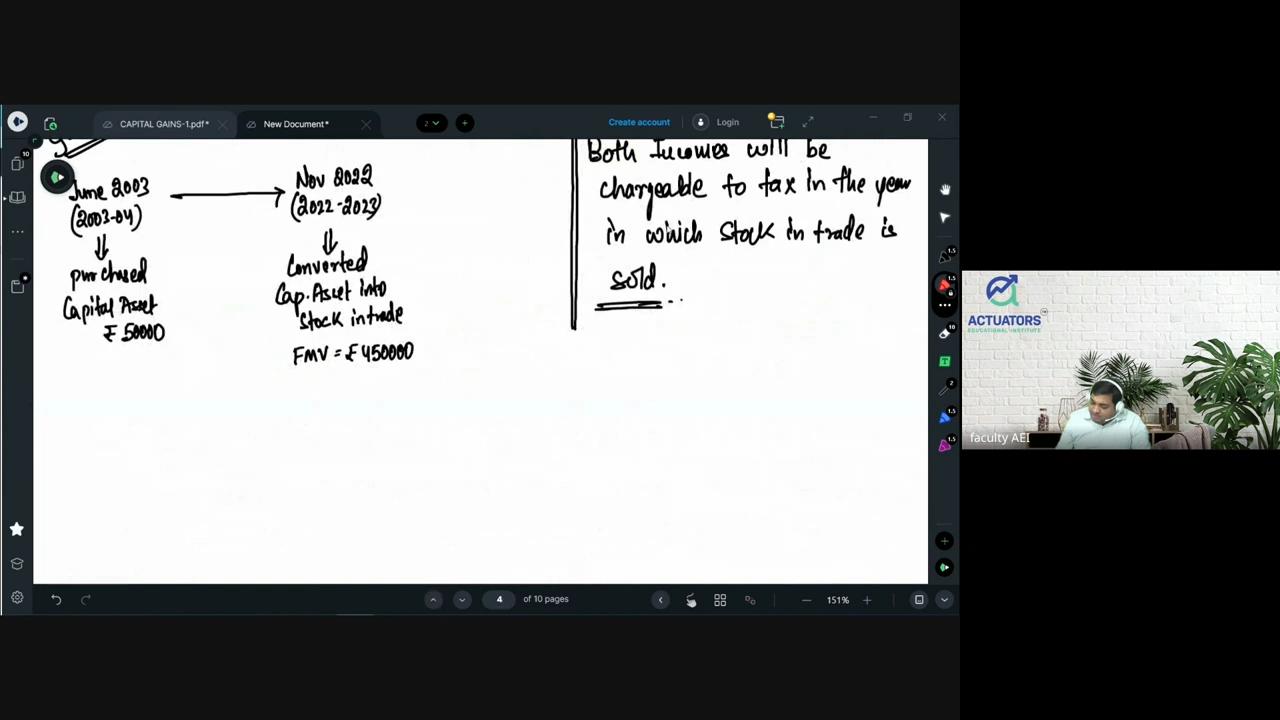 CAPITAL GAINS-1.pdf*
New Document*
2
Create account
Login
June 2003
(2003-04)
purchased
Capital Asset
₹ 50000
Nov 2022
(2022-2023)
Converted
Cap. Asset into
Stock in trade
FMV = ₹ 450000
Both Incomes will be
chargeable to tax in the year
in which stock in trade is
sold.
4 of 10 pages
151%
ACTUATORS
EDUCATIONAL INSTITUTE
faculty AEI